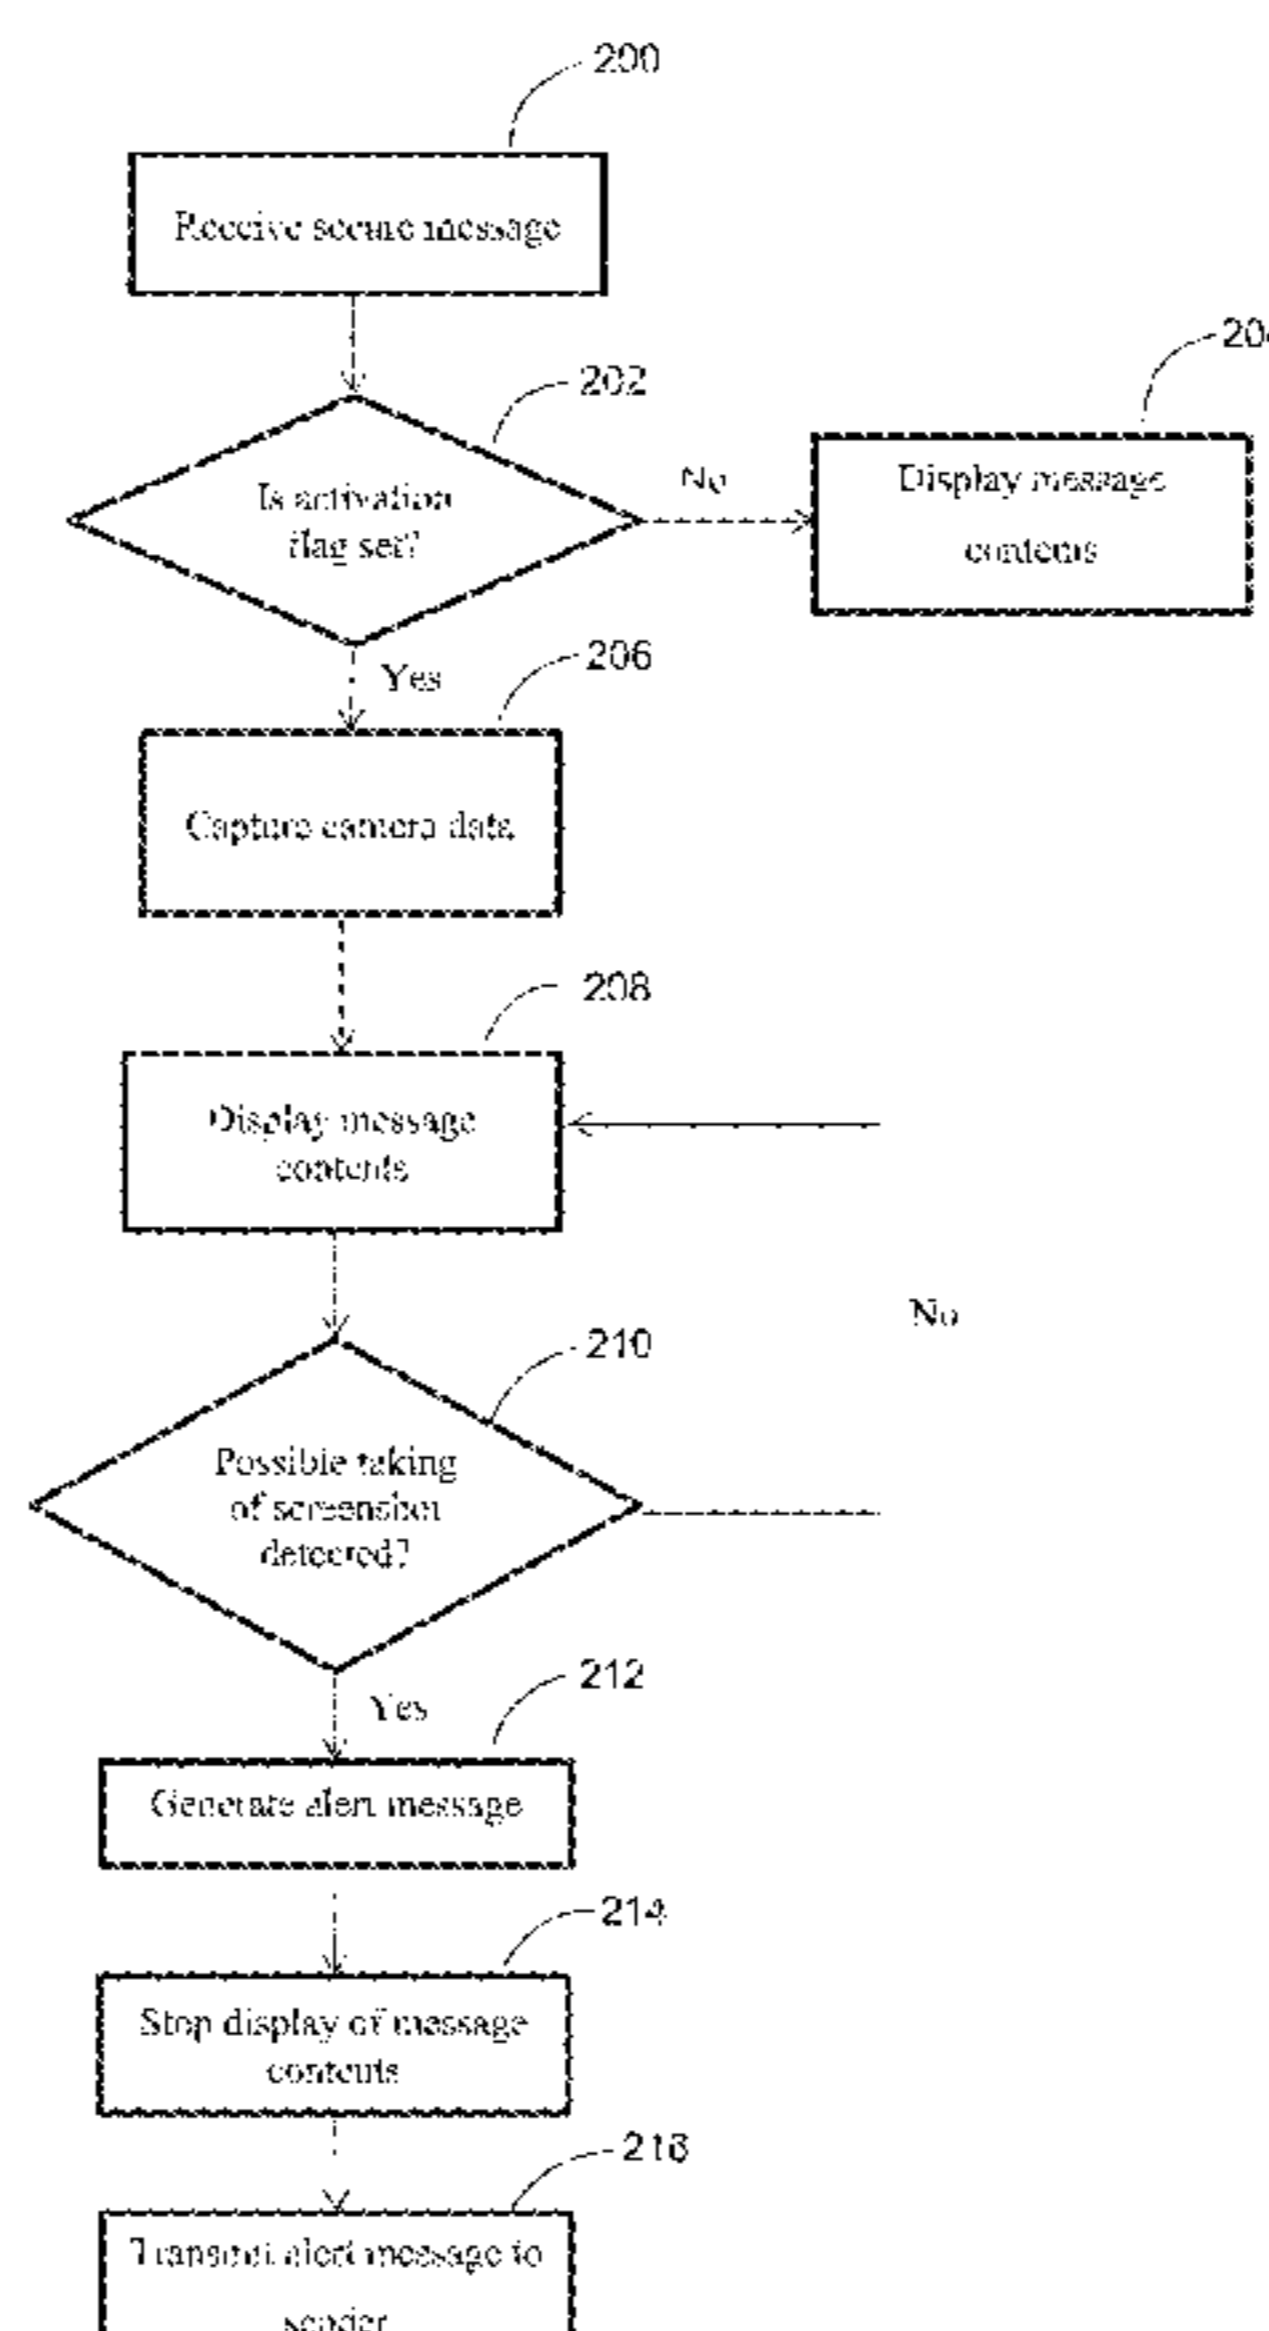 200
Receive secure message
202
Is activation
flag set?
No
20
Display message
contents
Yes
206
Capture camera data
208
Display message
contents
No
210
Possible taking
of screenshot
detected?
Yes
212
Generate alert message
214
Stop display of message
contents
216
Transmit alert message to
sender